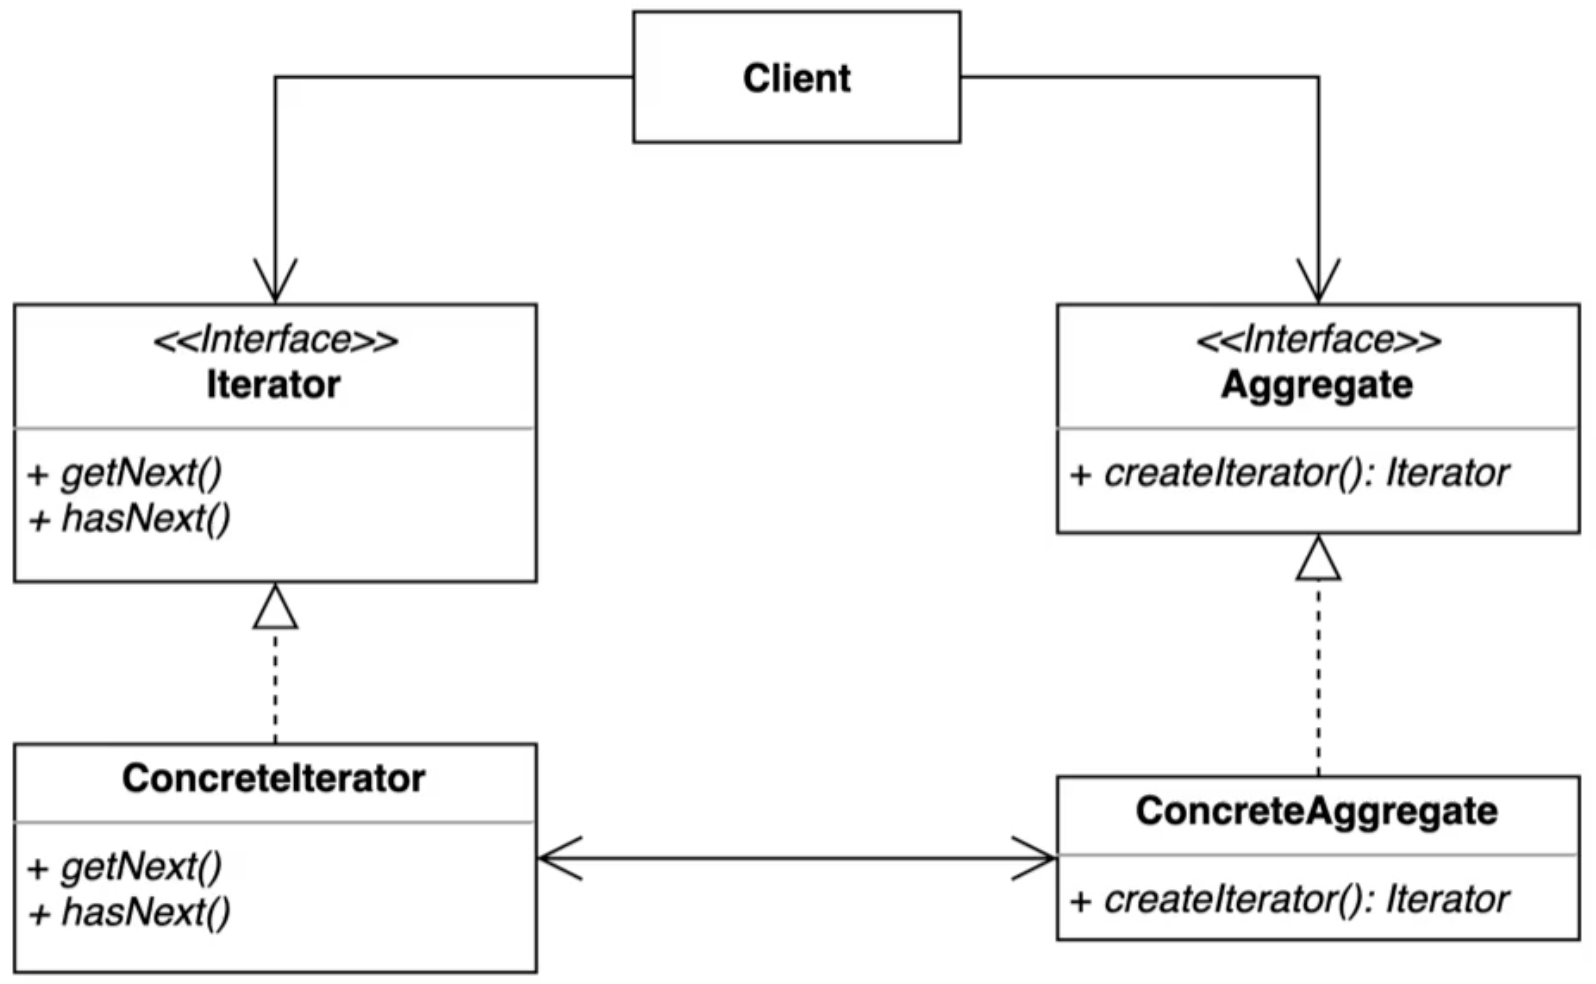 Client
<<Interface>>
Iterator
+ getNext()
+ hasNext()
<<Interface>>
Aggregate
+ createIterator(): Iterator
ConcreteIterator
+ getNext()
+ hasNext()
ConcreteAggregate
+ createIterator(): Iterator